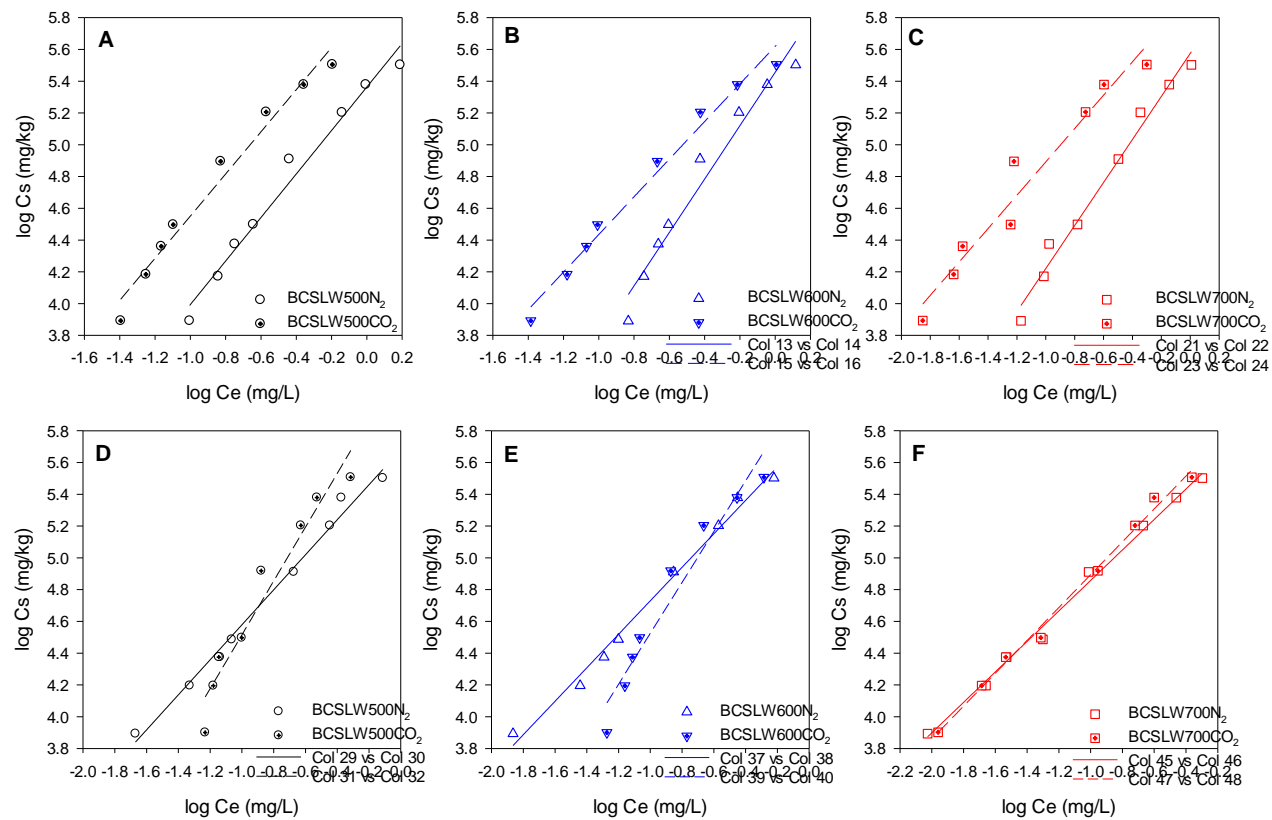 A
log Cs (mg/kg)
5.8
5.6
5.4
5.2
5.0
4.8
4.6
4.4
4.2
4.0
3.8
BCSLW500N₂
BCSLW500CO₂
-1.6 -1.4 -1.2 -1.0 -0.8 -0.6 -0.4 -0.2 0.0 0.2
log Ce (mg/L)
B
log Cs (mg/kg)
5.8
5.6
5.4
5.2
5.0
4.8
4.6
4.4
4.2
4.0
3.8
BCSLW600N₂
BCSLW600CO₂
Col 13 vs Col 14
Col 15 vs Col 16
-1.6 -1.4 -1.2 -1.0 -0.8 -0.6 -0.4 -0.2 0.0 0.2
log Ce (mg/L)
C
log Cs (mg/kg)
5.8
5.6
5.4
5.2
5.0
4.8
4.6
4.4
4.2
4.0
3.8
BCSLW700N₂
BCSLW700CO₂
Col 21 vs Col 22
Col 23 vs Col 24
-2.0 -1.8 -1.6 -1.4 -1.2 -1.0 -0.8 -0.6 -0.4 -0.2 0.0 0.2
log Ce (mg/L)
D
log Cs (mg/kg)
5.8
5.6
5.4
5.2
5.0
4.8
4.6
4.4
4.2
4.0
3.8
BCSLW500N₂
BCSLW500CO₂
Col 29 vs Col 30
Col 31 vs Col 32
-2.0 -1.8 -1.6 -1.4 -1.2 -1.0 -0.8 -0.6 -0.4 -0.2 0.0
log Ce (mg/L)
E
log Cs (mg/kg)
5.8
5.6
5.4
5.2
5.0
4.8
4.6
4.4
4.2
4.0
3.8
BCSLW600N₂
BCSLW600CO₂
Col 37 vs Col 38
Col 39 vs Col 40
-2.0 -1.8 -1.6 -1.4 -1.2 -1.0 -0.8 -0.6 -0.4 -0.2 0.0
log Ce (mg/L)
F
log Cs (mg/kg)
5.8
5.6
5.4
5.2
5.0
4.8
4.6
4.4
4.2
4.0
3.8
BCSLW700N₂
BCSLW700CO₂
Col 45 vs Col 46
Col 47 vs Col 48
-2.2 -2.0 -1.8 -1.6 -1.4 -1.2 -1.0 -0.8 -0.6 -0.4 -0.2
log Ce (mg/L)